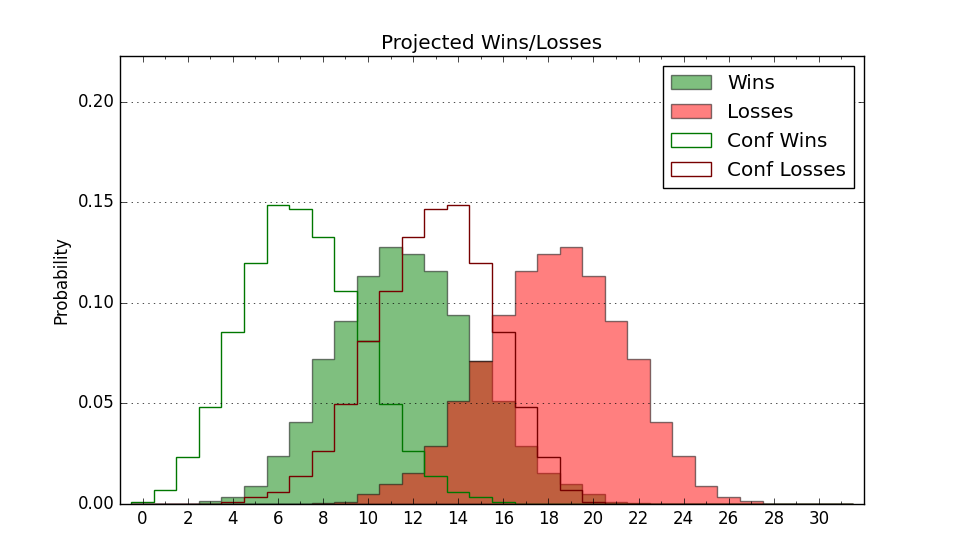 Projected Wins/Losses
Wins
Losses
Conf Wins
Conf Losses
Probability
0.20
0.15
0.10
0.05
0.00
0 2 4 6 8 10 12 14 16 18 20 22 24 26 28 30